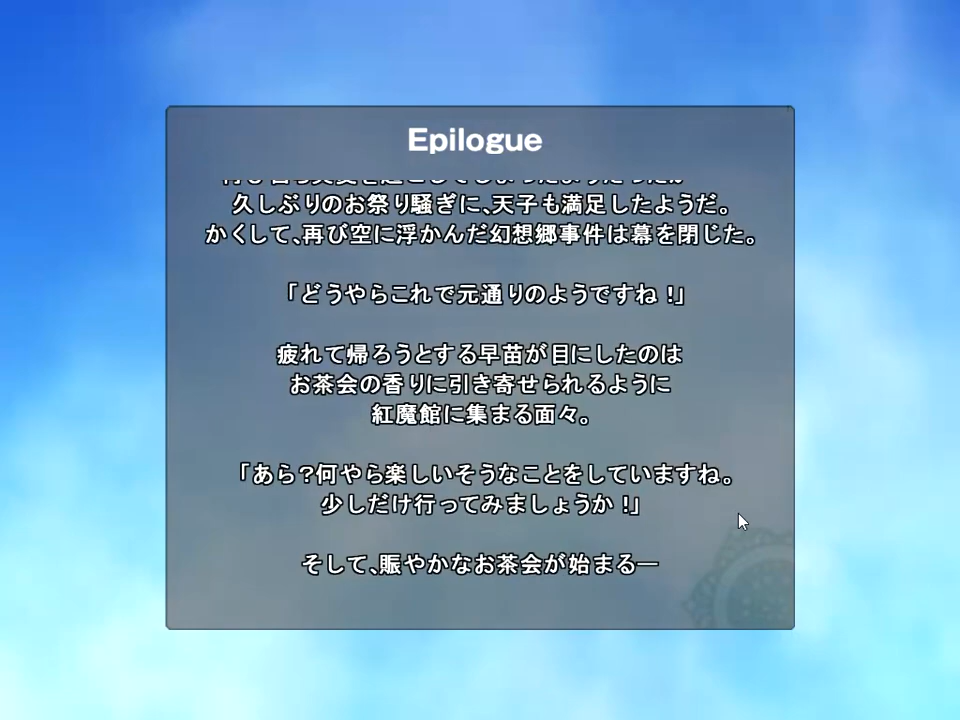 Epilogue
久しぶりのお祭り騒ぎに、天子も満足したようだ。
かくして、再び空に浮かんだ幻想郷事件は幕を閉じた。
「どうやらこれで元通りのようですね！」
疲れて帰ろうとする早苗が目にしたのは
お茶会の香りに引き寄せられるように
紅魔館に集まる面々。
「あら？何やら楽しいそうなことをしていますね。
少しだけ行ってみましょうか！」
そして、賑やかなお茶会が始まる―